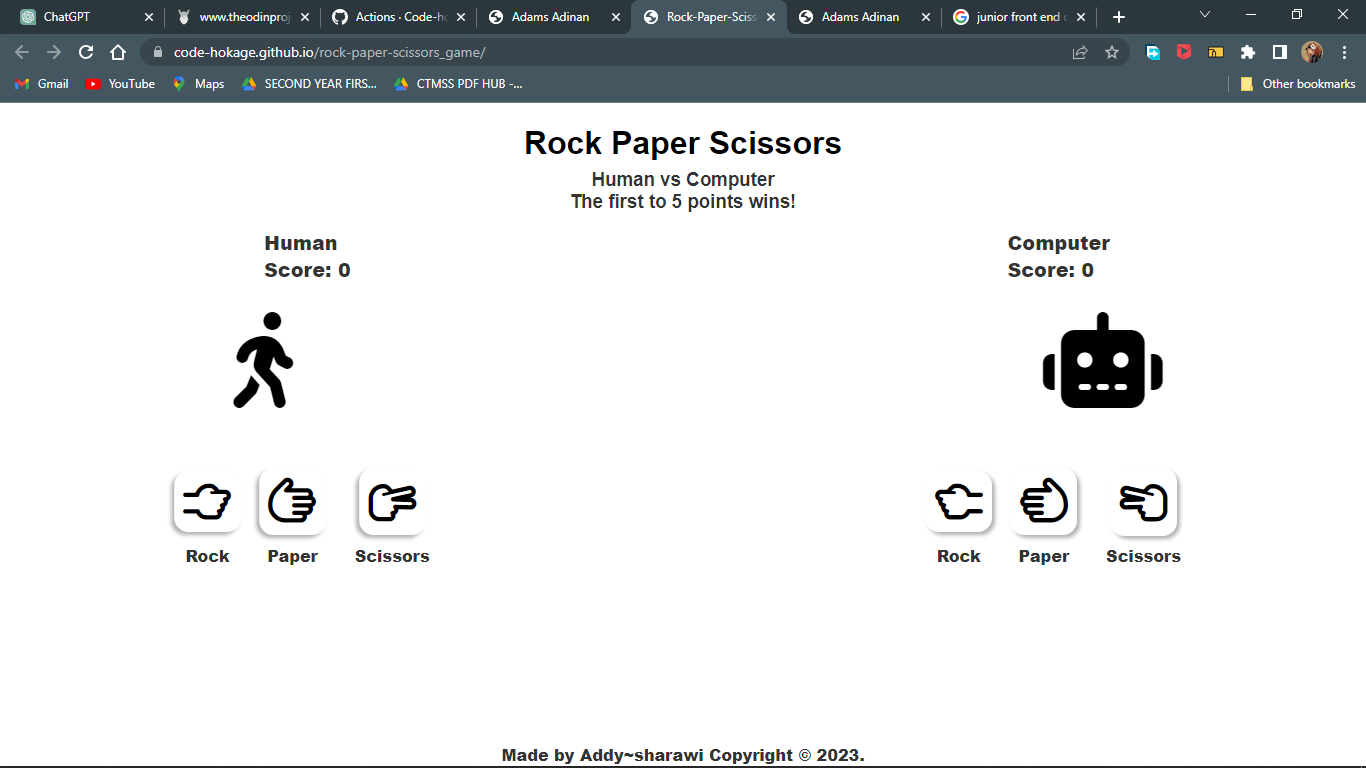 ChatGPT
www.theodinproj
Actions · Code-h
Adams Adinan
Rock-Paper-Sciss
Adams Adinan
junior front end
code-hokage.github.io/rock-paper-scissors_game/
Gmail
YouTube
Maps
SECOND YEAR FIRS...
CTMSS PDF HUB -...
Other bookmarks
Rock Paper Scissors
Human vs Computer
The first to 5 points wins!
Human
Score: 0
Computer
Score: 0
Rock
Paper
Scissors
Rock
Paper
Scissors
Made by Addy~sharawi Copyright © 2023.